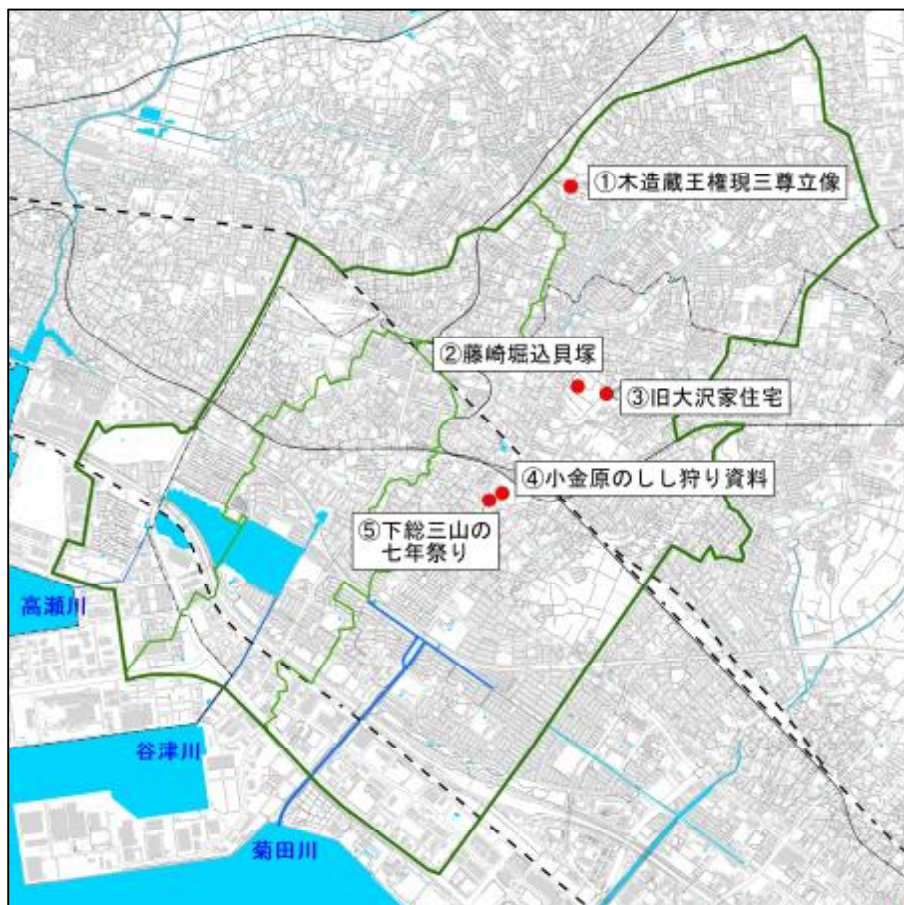 ①木造蔵王権現三尊立像
②藤崎堀込貝塚
③旧大沢家住宅
④小金原のしし狩り資料
⑤下総三山の
七年祭り
高瀬川
谷津川
菊田川